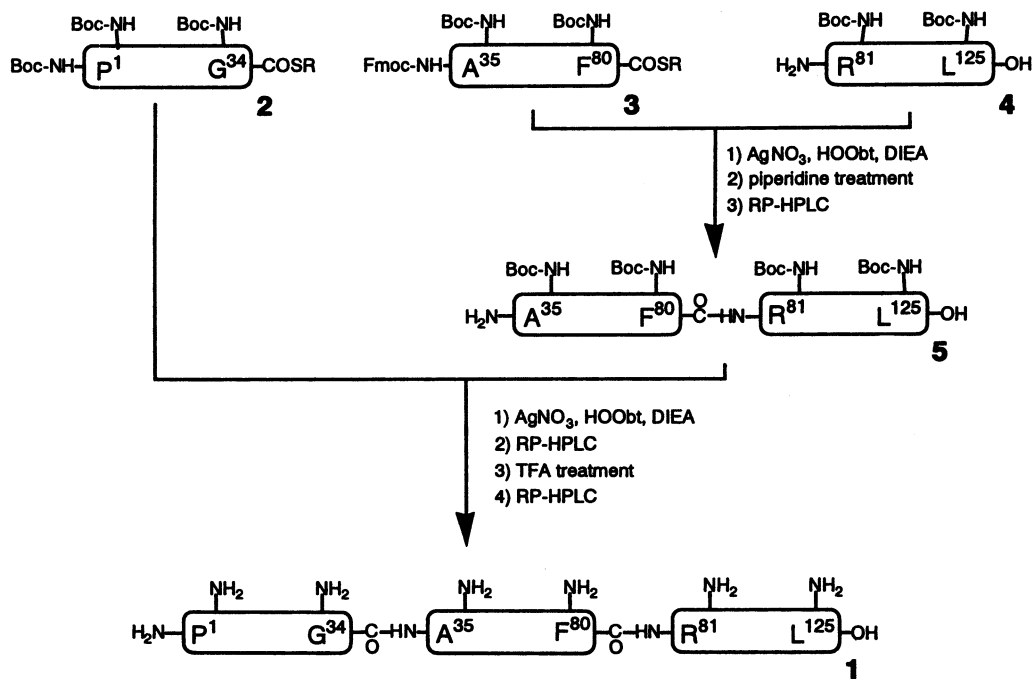 Boc-NH Boc-NH Boc-NH BocNH Boc-NH Boc-NH
Boc-NH P¹ G³⁴ COSR Fmoc-NH A³⁵ F⁸⁰ COSR H₂N R⁸¹ L¹²⁵ OH
2 3 4
1) AgNO₃, HOObt, DIEA
2) piperidine treatment
3) RP-HPLC
Boc-NH Boc-NH Boc-NH Boc-NH
H₂N A³⁵ F⁸⁰ C O HN R⁸¹ L¹²⁵ OH
5
1) AgNO₃, HOObt, DIEA
2) RP-HPLC
3) TFA treatment
4) RP-HPLC
NH₂ NH₂ NH₂ NH₂ NH₂ NH₂
H₂N P¹ G³⁴ C O HN A³⁵ F⁸⁰ C O HN R⁸¹ L¹²⁵ OH
1